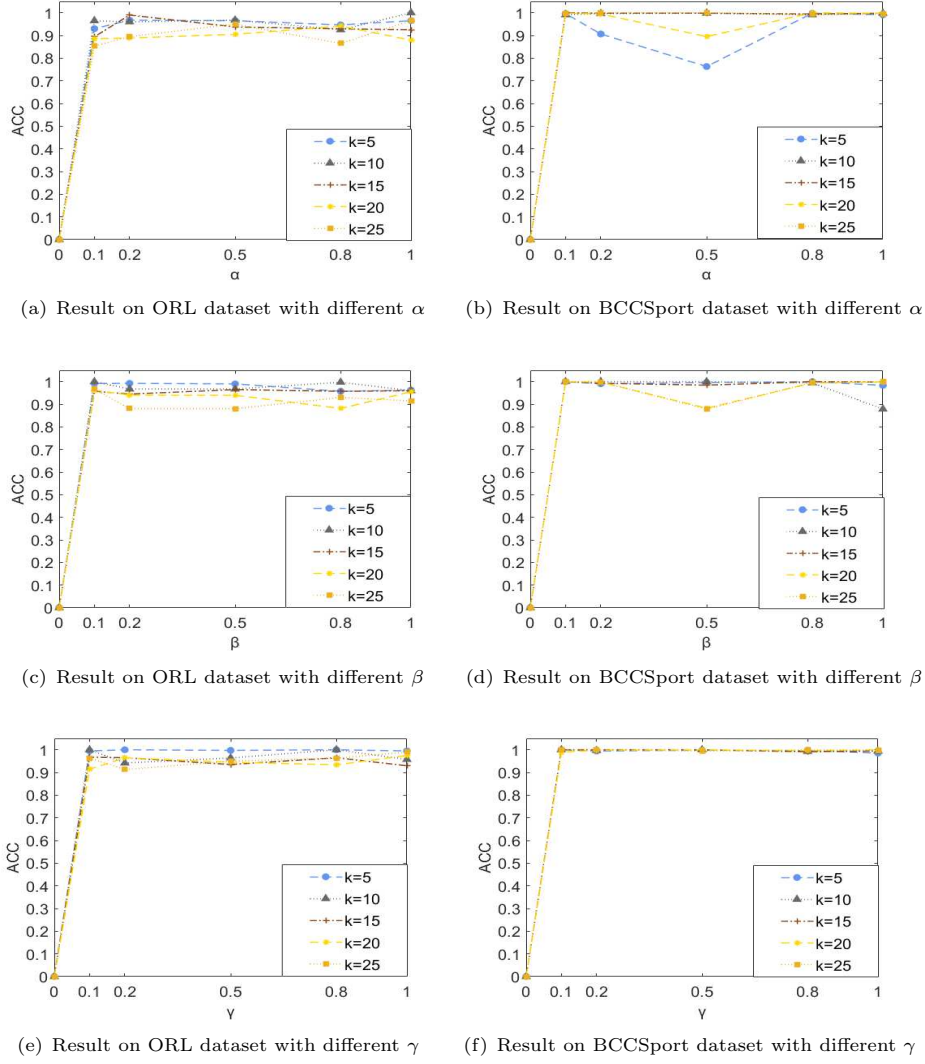 1
0.9
0.8
0.7
0.6
0.5
0.4
0.3
0.2
0.1
0
ACC
k=5
k=10
k=15
k=20
k=25
0 0.1 0.2 0.5 0.8 1
α
(a) Result on ORL dataset with different α
1
0.9
0.8
0.7
0.6
0.5
0.4
0.3
0.2
0.1
0
ACC
k=5
k=10
k=15
k=20
k=25
0 0.1 0.2 0.5 0.8 1
α
(b) Result on BCCSport dataset with different α
1
0.9
0.8
0.7
0.6
0.5
0.4
0.3
0.2
0.1
0
ACC
k=5
k=10
k=15
k=20
k=25
0 0.1 0.2 0.5 0.8 1
β
(c) Result on ORL dataset with different β
1
0.9
0.8
0.7
0.6
0.5
0.4
0.3
0.2
0.1
0
ACC
k=5
k=10
k=15
k=20
k=25
0 0.1 0.2 0.5 0.8 1
β
(d) Result on BCCSport dataset with different β
1
0.9
0.8
0.7
0.6
0.5
0.4
0.3
0.2
0.1
0
ACC
k=5
k=10
k=15
k=20
k=25
0 0.1 0.2 0.5 0.8 1
γ
(e) Result on ORL dataset with different γ
1
0.9
0.8
0.7
0.6
0.5
0.4
0.3
0.2
0.1
0
ACC
k=5
k=10
k=15
k=20
k=25
0 0.1 0.2 0.5 0.8 1
γ
(f) Result on BCCSport dataset with different γ